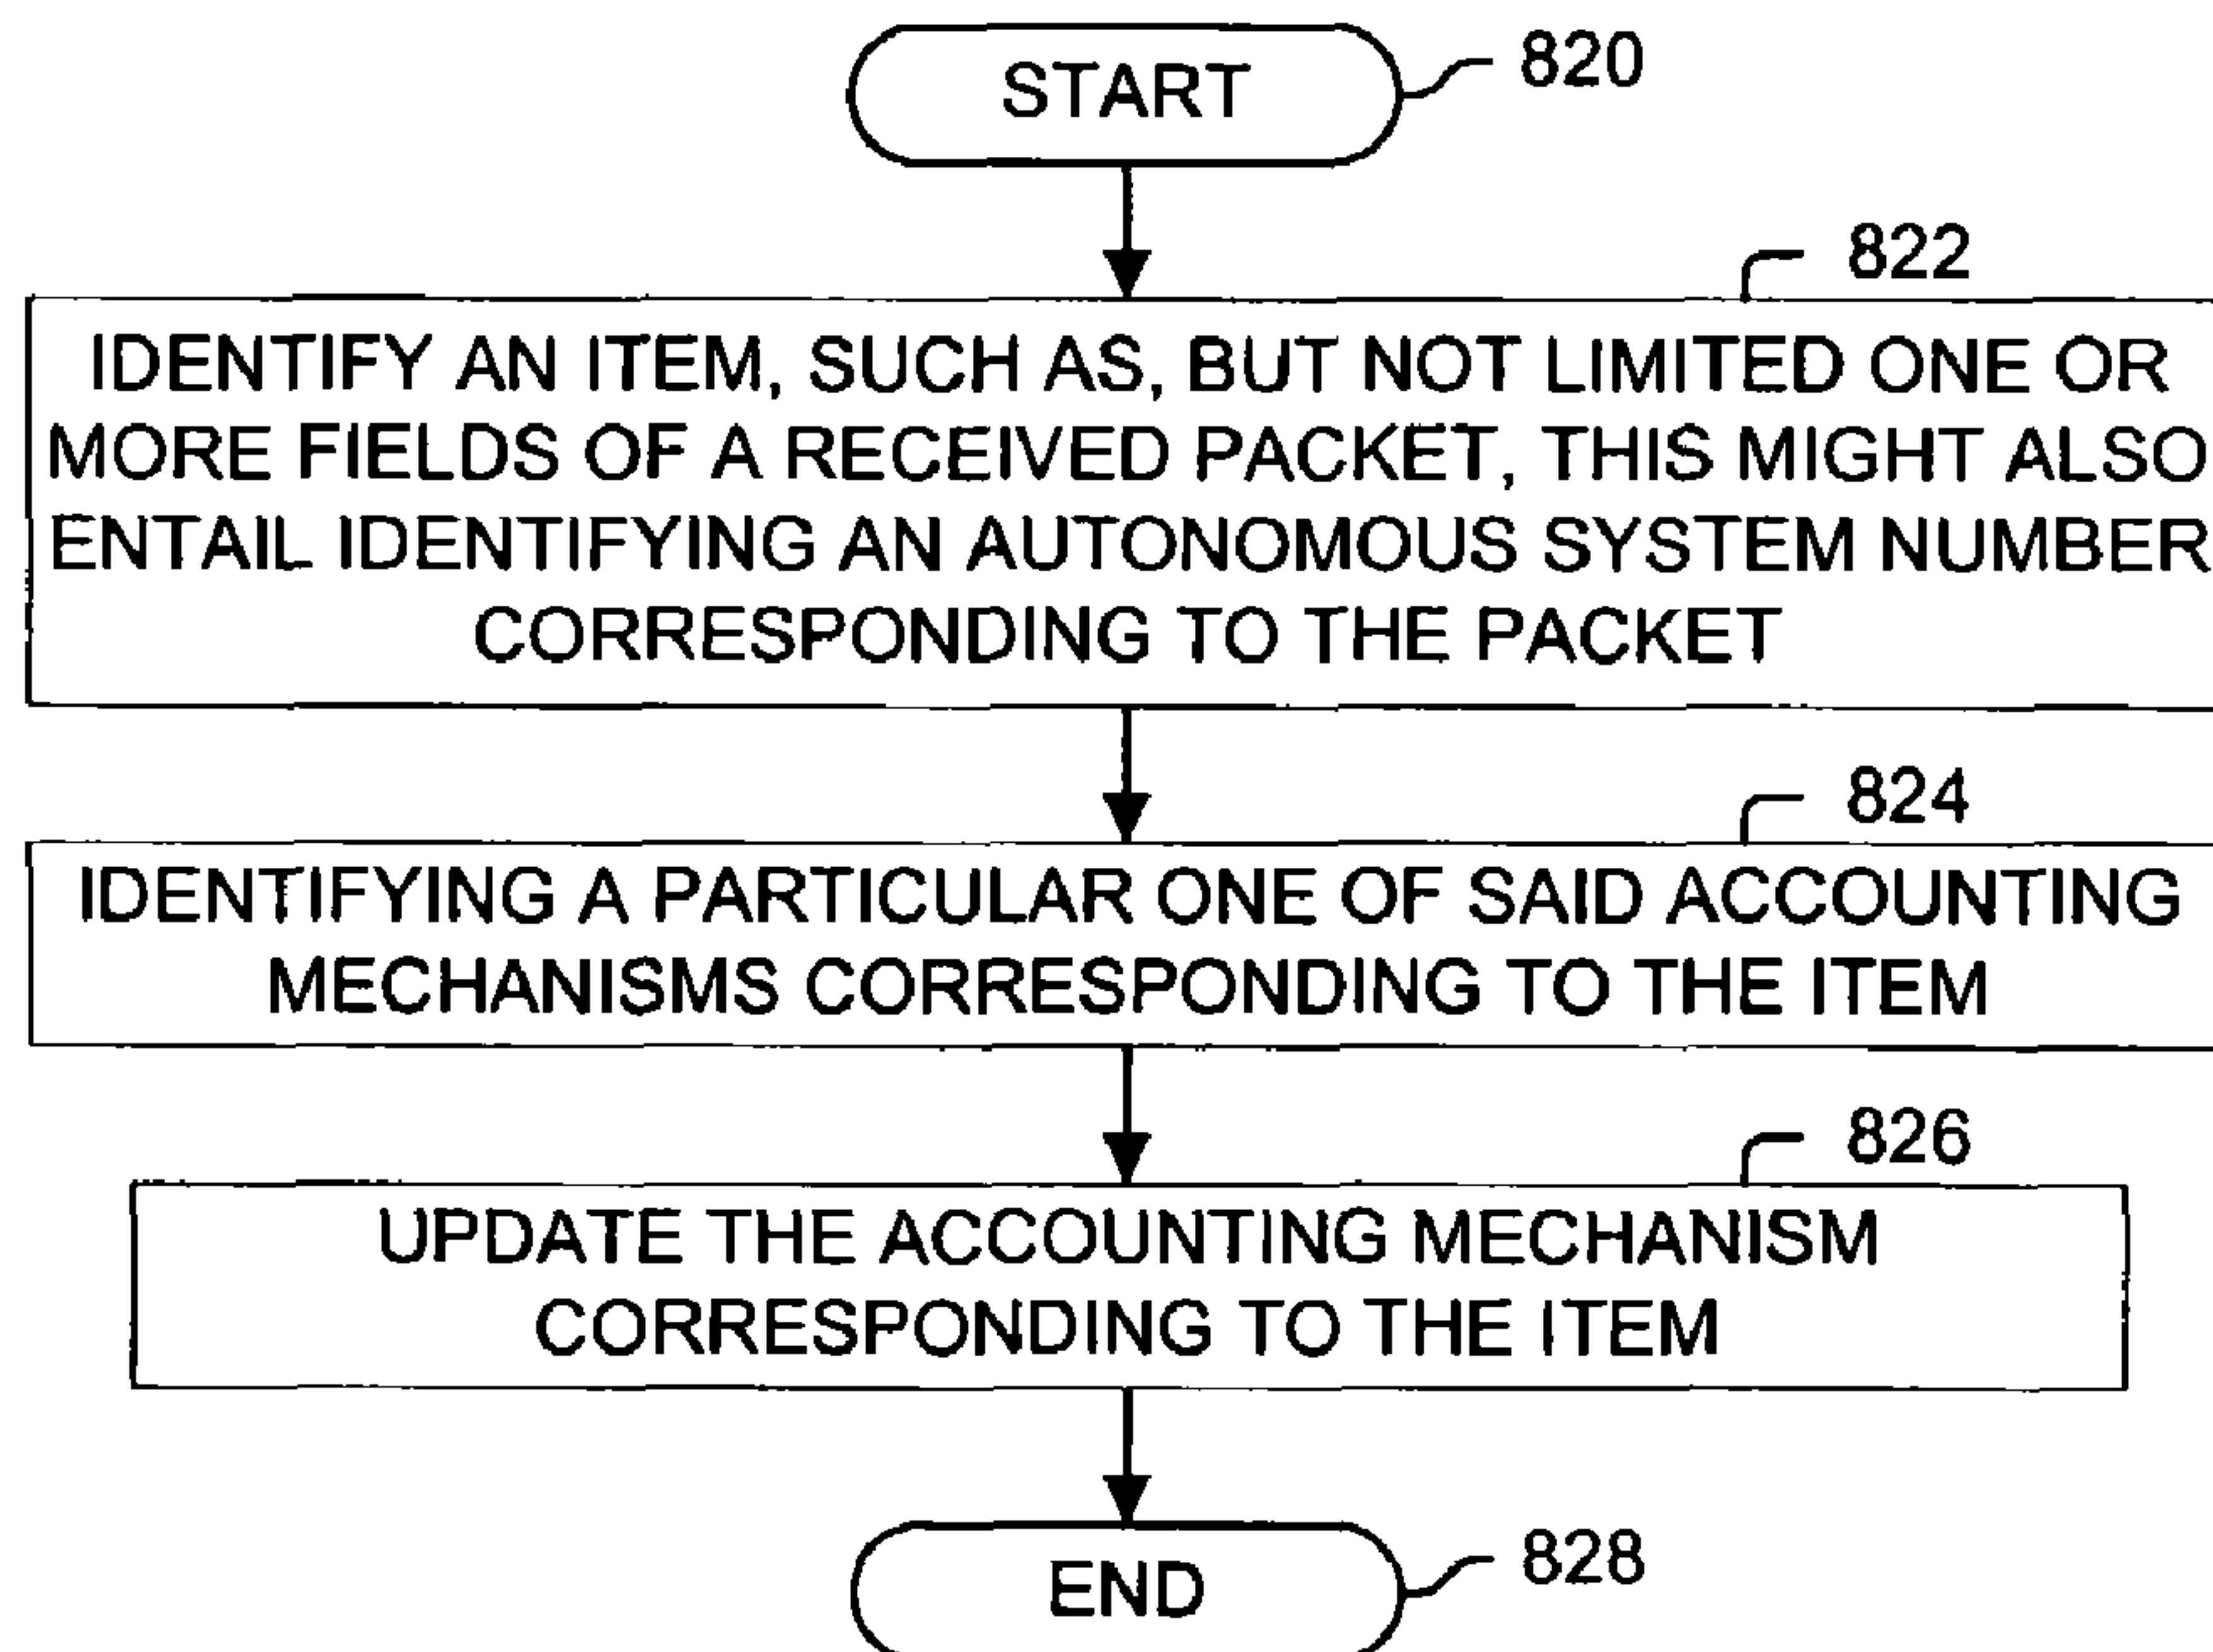 START
820
822
IDENTIFY AN ITEM, SUCH AS, BUT NOT LIMITED ONE OR
MORE FIELDS OF A RECEIVED PACKET, THIS MIGHT ALSO
ENTAIL IDENTIFYING AN AUTONOMOUS SYSTEM NUMBER
CORRESPONDING TO THE PACKET
824
IDENTIFYING A PARTICULAR ONE OF SAID ACCOUNTING
MECHANISMS CORRESPONDING TO THE ITEM
826
UPDATE THE ACCOUNTING MECHANISM
CORRESPONDING TO THE ITEM
END
828